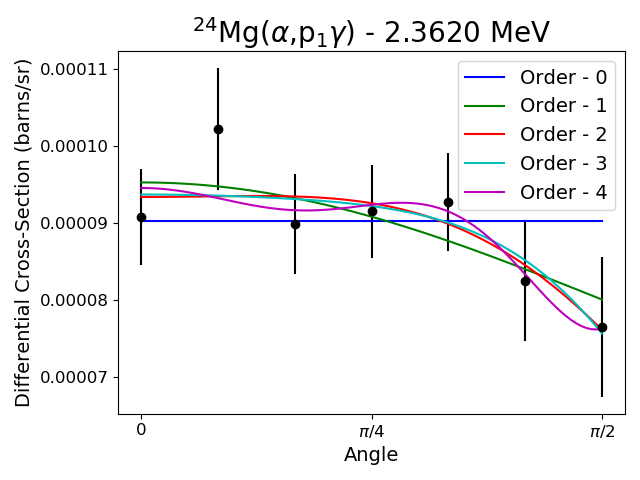 ²⁴Mg(α,p₁γ) - 2.3620 MeV
Differential Cross-Section (barns/sr)
0.00011
0.00010
0.00009
0.00008
0.00007
Order - 0
Order - 1
Order - 2
Order - 3
Order - 4
0
π/4
π/2
Angle